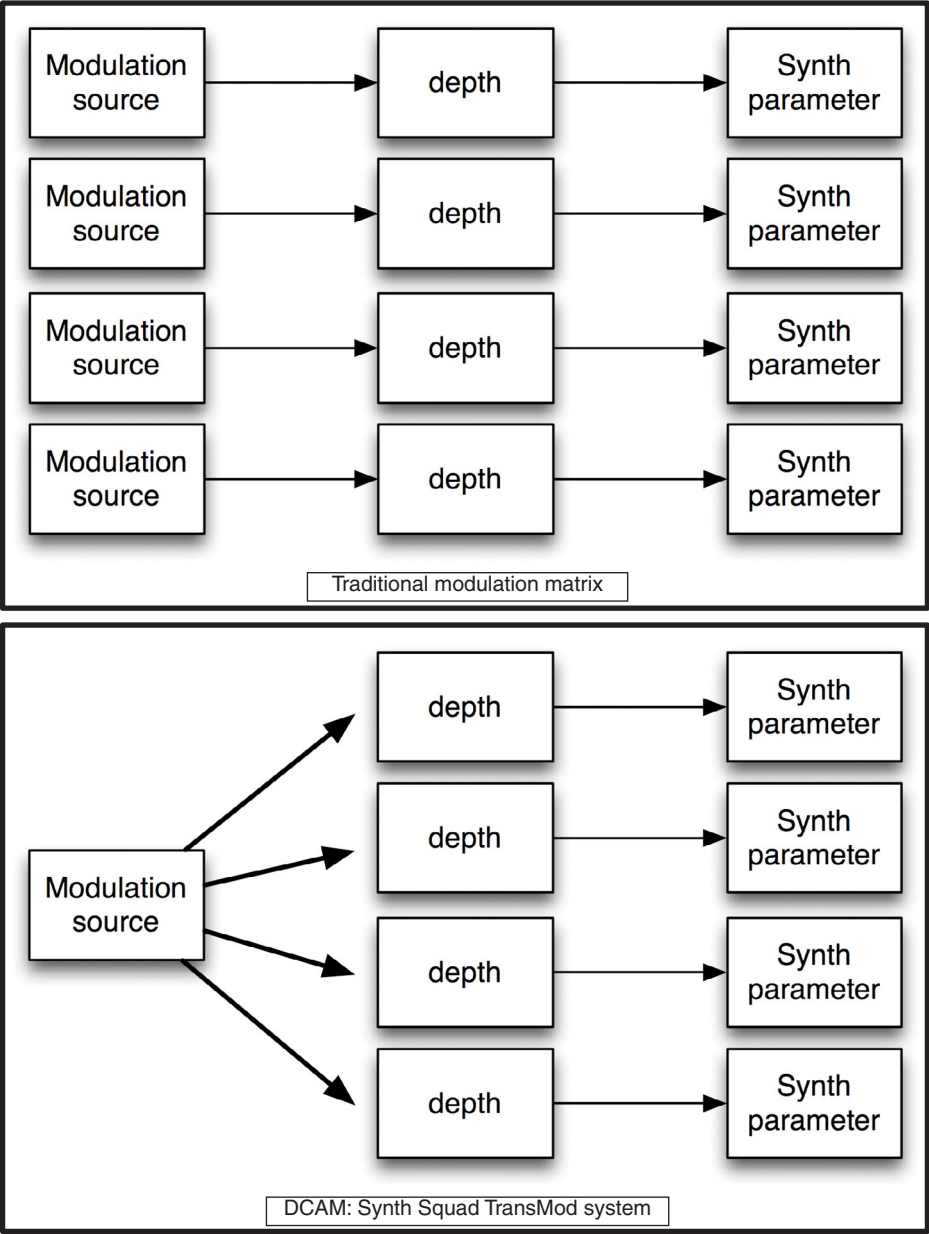 Modulation
source
depth
Synth
parameter
Modulation
source
depth
Synth
parameter
Modulation
source
depth
Synth
parameter
Modulation
source
depth
Synth
parameter
Traditional modulation matrix
Modulation
source
depth
Synth
parameter
depth
Synth
parameter
depth
Synth
parameter
depth
Synth
parameter
DCAM: Synth Squad TransMod system